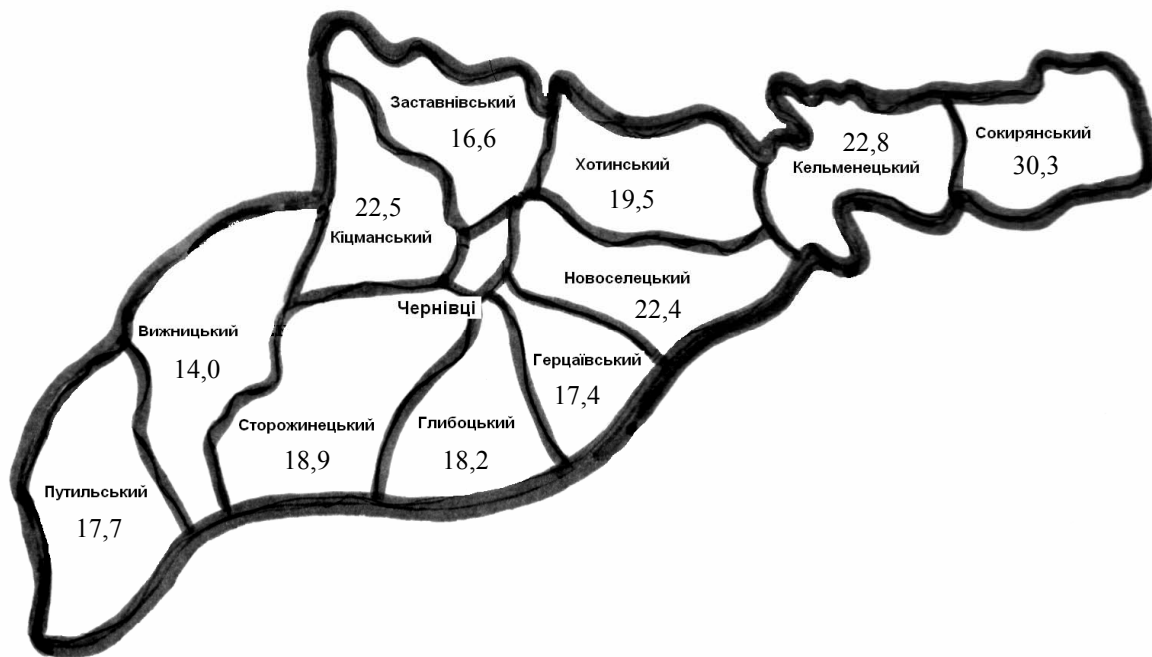 Заставнівський
16,6
Хотинський
19,5
22,8
Кельменецький
Сокирянський
30,3
22,5
Кіцманський
Новоселецький
22,4
Чернівці
Вижницький
14,0
Герцаївський
17,4
Сторожинецький
18,9
Глибоцький
18,2
Путильський
17,7